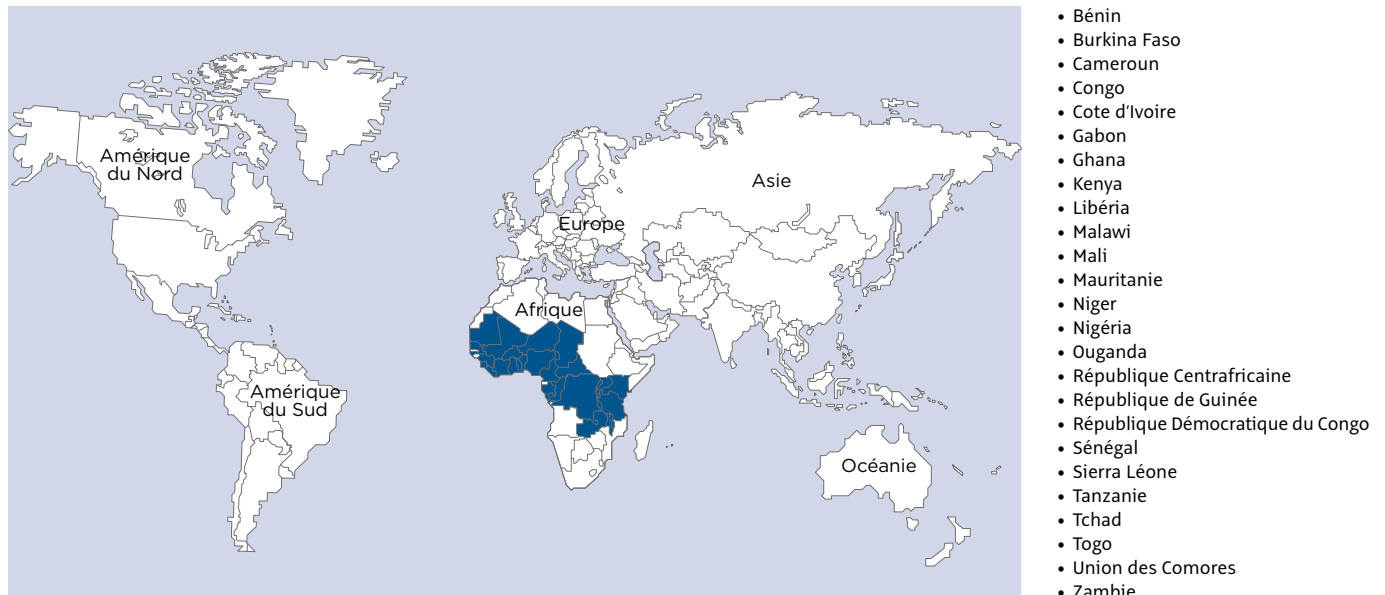 Amérique
du Nord
Asie
Europe
Afrique
Amérique
du Sud
Océanie
• Bénin
• Burkina Faso
• Cameroun
• Congo
• Cote d'Ivoire
• Gabon
• Ghana
• Kenya
• Libéria
• Malawi
• Mali
• Mauritanie
• Niger
• Nigéria
• Ouganda
• République Centrafricaine
• République de Guinée
• République Démocratique du Congo
• Sénégal
• Sierra Léone
• Tanzanie
• Tchad
• Togo
• Union des Comores
• Zambie